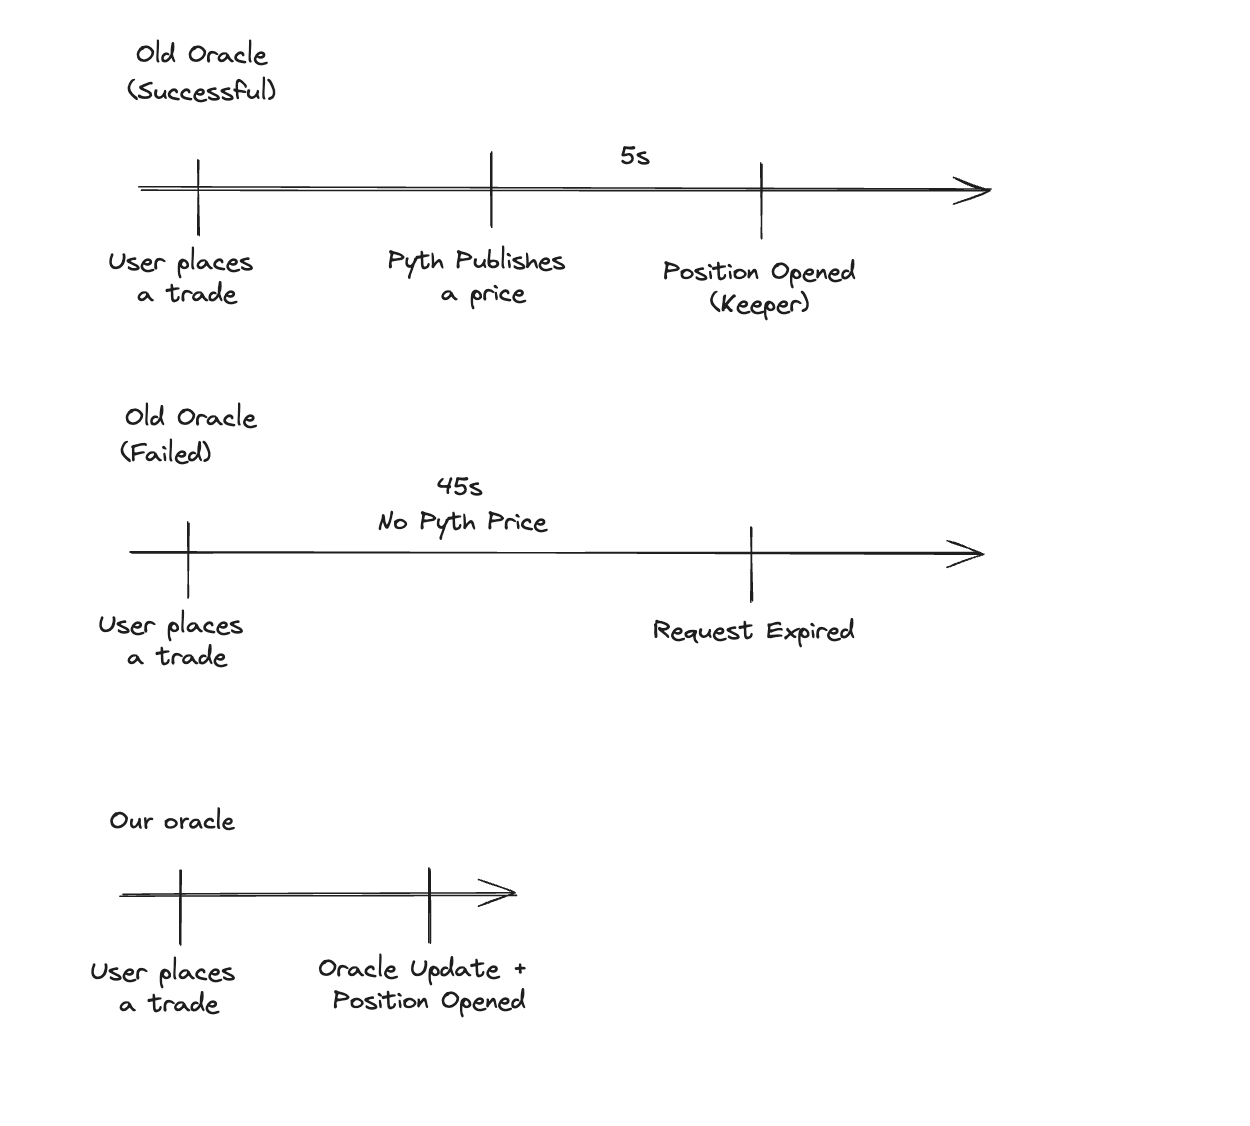 Old Oracle
(Successful)
5s
User places
a trade
Pyth Publishes
a price
Position Opened
(Keeper)
Old Oracle
(Failed)
45s
No Pyth Price
User places
a trade
Request Expired
Our oracle
User places
a trade
Oracle Update +
Position Opened